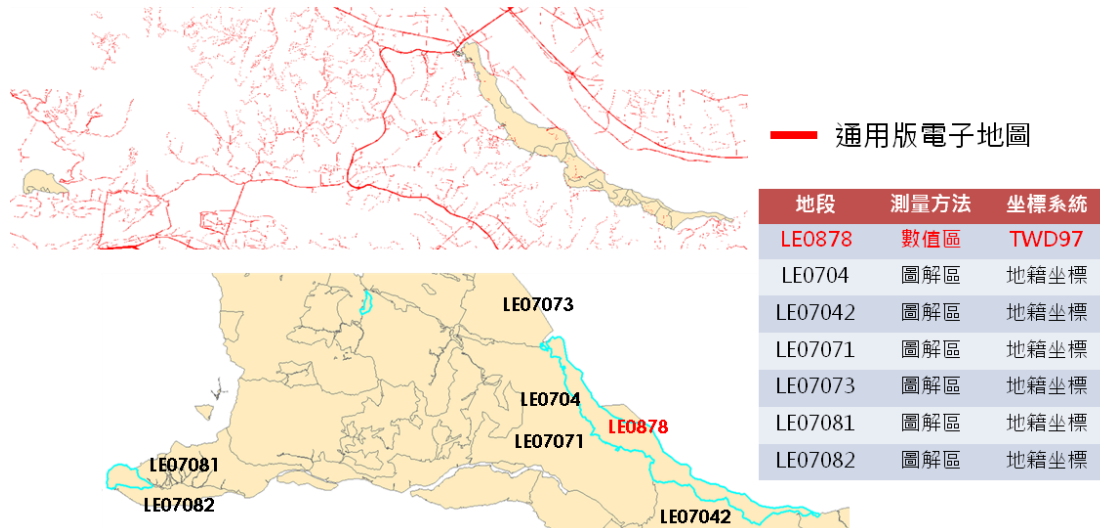 通用版電子地圖
地段 測量方法 坐標系統
LE0878 數值區 TWD97
LE0704 圖解區 地籍坐標
LE07042 圖解區 地籍坐標
LE07071 圖解區 地籍坐標
LE07073 圖解區 地籍坐標
LE07081 圖解區 地籍坐標
LE07082 圖解區 地籍坐標
LE07073
LE0704
LE0878
LE07071
LE07081
LE07082
LE07042